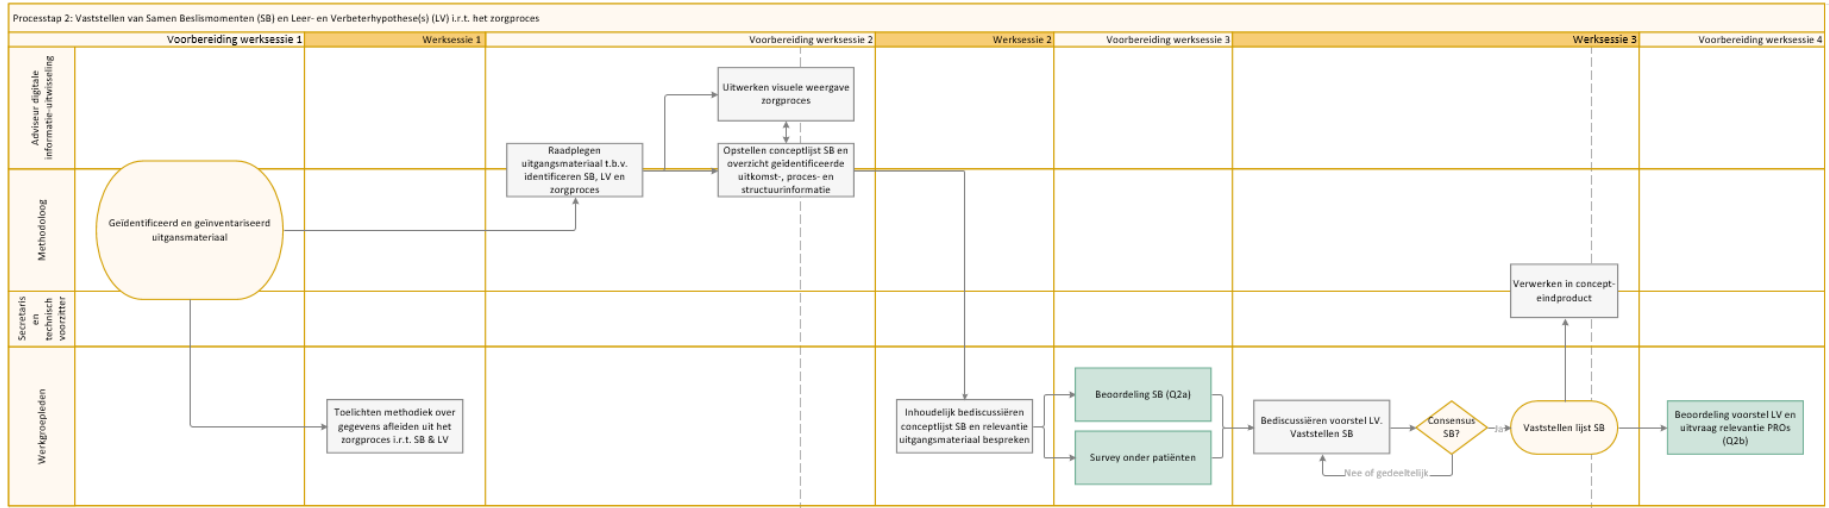 Processtap 2: Vaststellen van Samen Beslismomenten (SB) en Leer- en Verbeterhypothese(s) (LV) i.r.t. het zorgproces
Voorbereiding werksessie 1
Werksessie 1
Voorbereiding werksessie 2
Werksessie 2
Voorbereiding werksessie 3
Werksessie 3
Voorbereiding werksessie 4
Adviseur digitale
informatie-uitwisseling
Uitwerken visuele weergave
zorgproces
Raadplegen
uitgangsmateriaal t.b.v.
identificeren SB, LV en
zorgproces
Opstellen conceptlijst SB en
overzicht geïdentificeerde
uitkomst-, proces- en
structuurinformatie
Methodoloog
Geïdentificeerd en geïnventariseerd
uitgansmateriaal
Secretaris
en
technisch
voorzitter
Verwerken in concept-
eindproduct
Werkgroepleden
Toelichten methodiek over
gegevens afleiden uit het
zorgproces i.r.t. SB & LV
Inhoudelijk bediscussiëren
conceptlijst SB en relevantie
uitgangsmateriaal bespreken
Beoordeling SB (Q2a)
Survey onder patiënten
Bediscussiëren voorstel LV.
Vaststellen SB
Consensus
SB?
Ja
Nee of gedeeltelijk
Vaststellen lijst SB
Beoordeling voorstel LV en
uitvraag relevantie PROs
(Q2b)